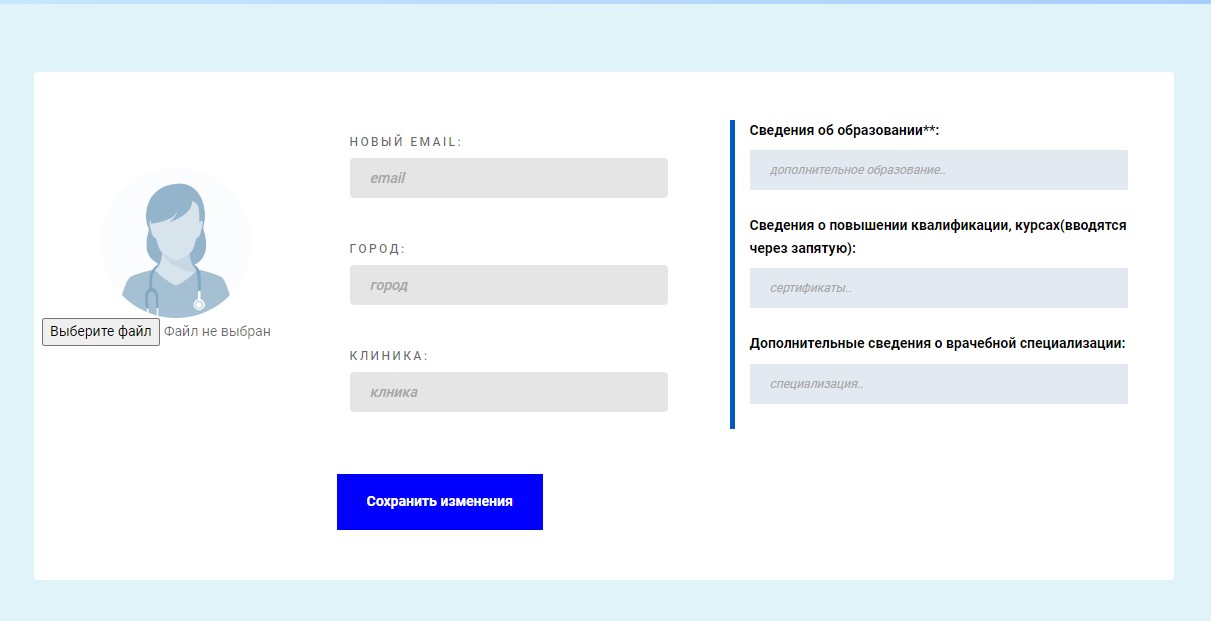 Выберите файл Файл не выбран
НОВЫЙ EMAIL:
email
ГОРОД:
город
КЛИНИКА:
клника
Сведения об образовании**:
дополнительное образование..
Сведения о повышении квалификации, курсах(вводятся
через запятую):
сертификаты..
Дополнительные сведения о врачебной специализации:
специализация..
Сохранить изменения